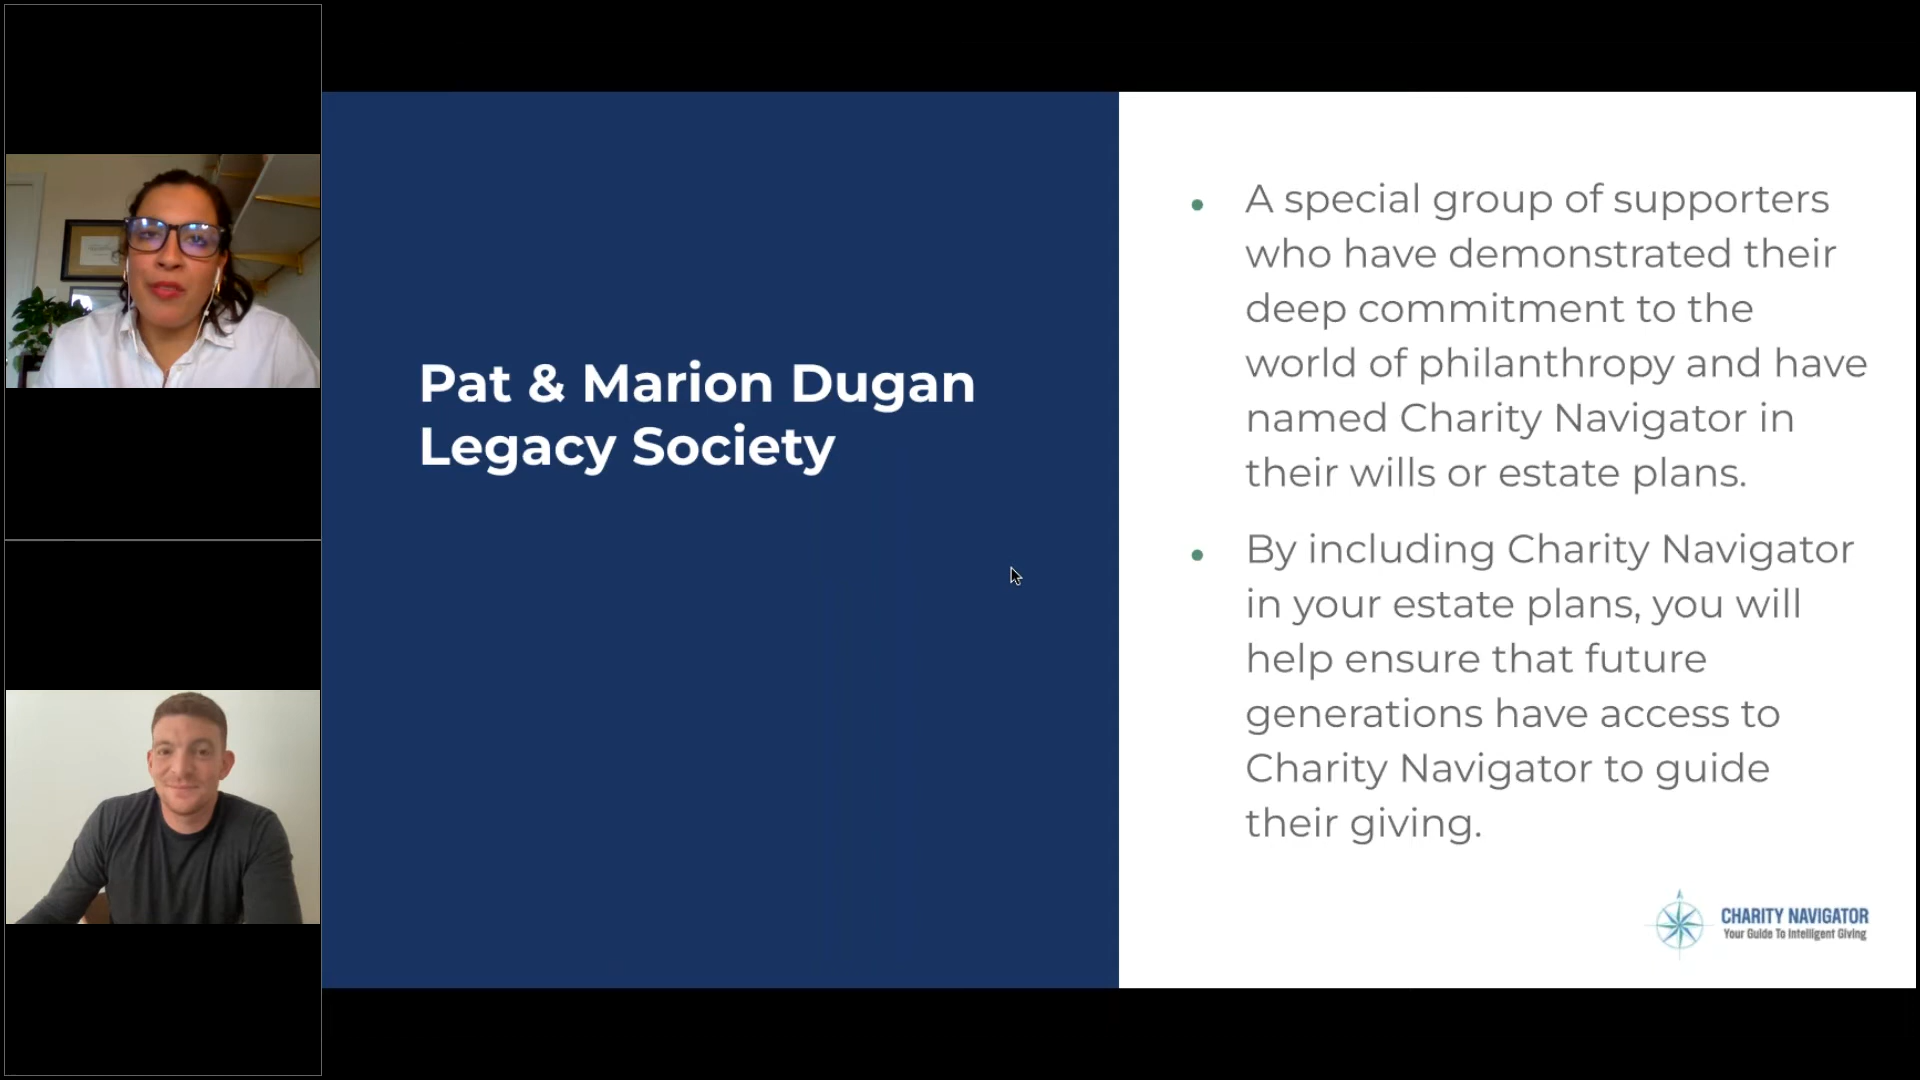 Pat & Marion Dugan
Legacy Society
A special group of supporters
who have demonstrated their
deep commitment to the
world of philanthropy and have
named Charity Navigator in
their wills or estate plans.
By including Charity Navigator
in your estate plans, you will
help ensure that future
generations have access to
Charity Navigator to guide
their giving.
CHARITY NAVIGATOR
Your Guide To Intelligent Giving